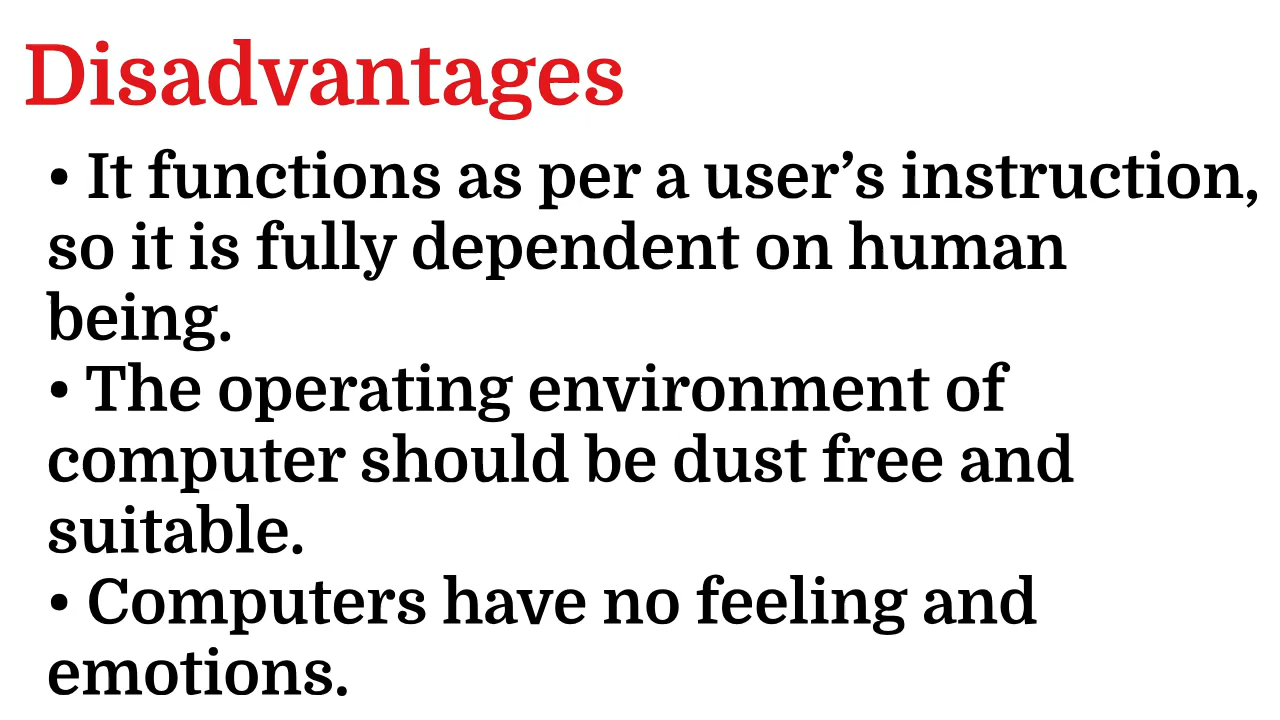 Disadvantages
• It functions as per a user’s instruction,
so it is fully dependent on human
being.
• The operating environment of
computer should be dust free and
suitable.
• Computers have no feeling and
emotions.